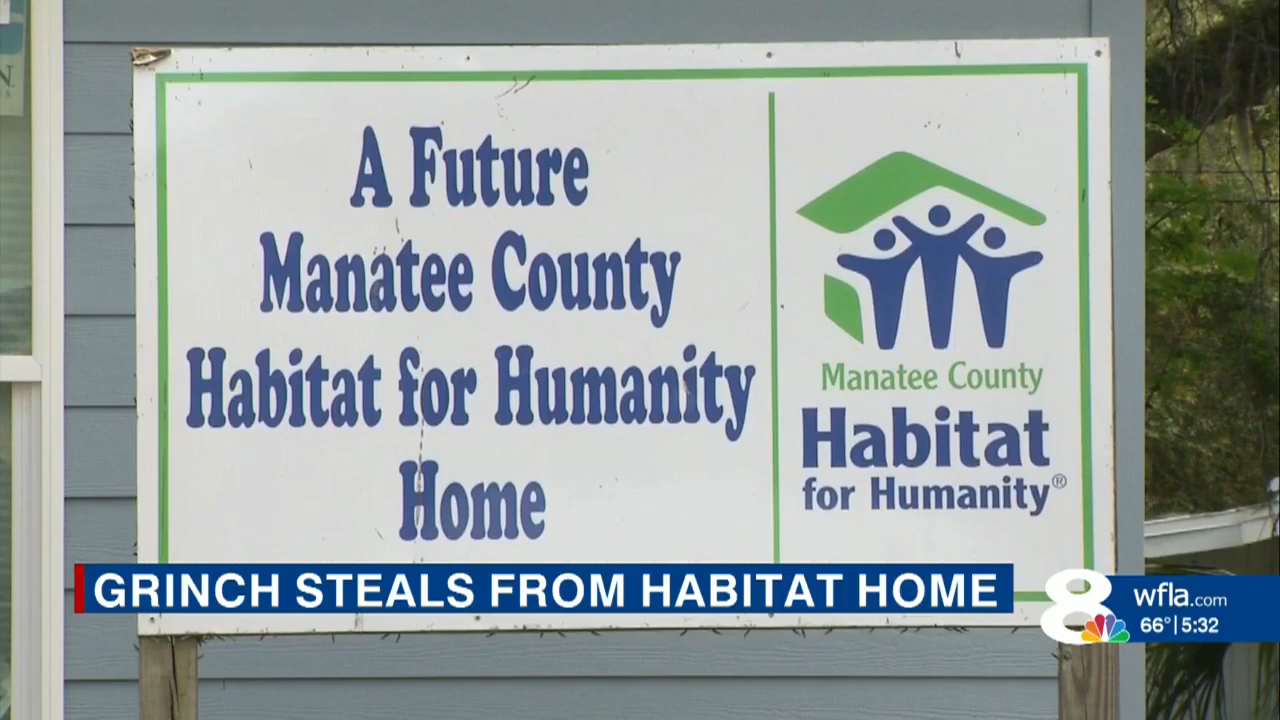 A Future
Manatee County
Habitat for Humanity
Home
Manatee County
Habitat
for Humanity®
GRINCH STEALS FROM HABITAT HOME
8
wfla.com
66° | 5:32